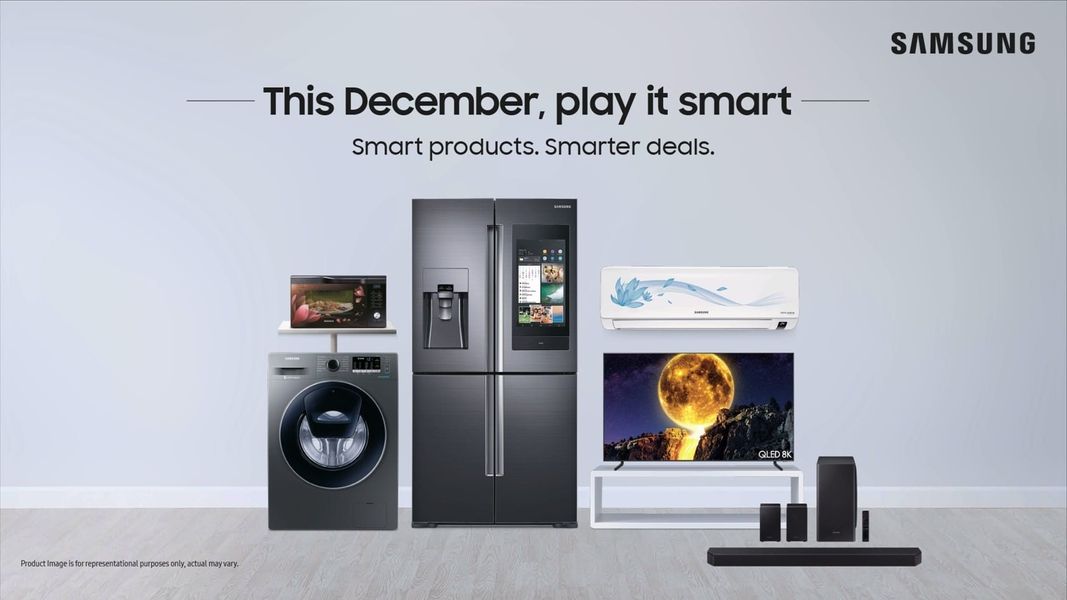 SAMSUNG
This December, play it smart
Smart products. Smarter deals.
SAMSUNG
SAMSUNG
SAMSUNG
QLED 8K
Product Image is for representational purposes only, actual may vary.